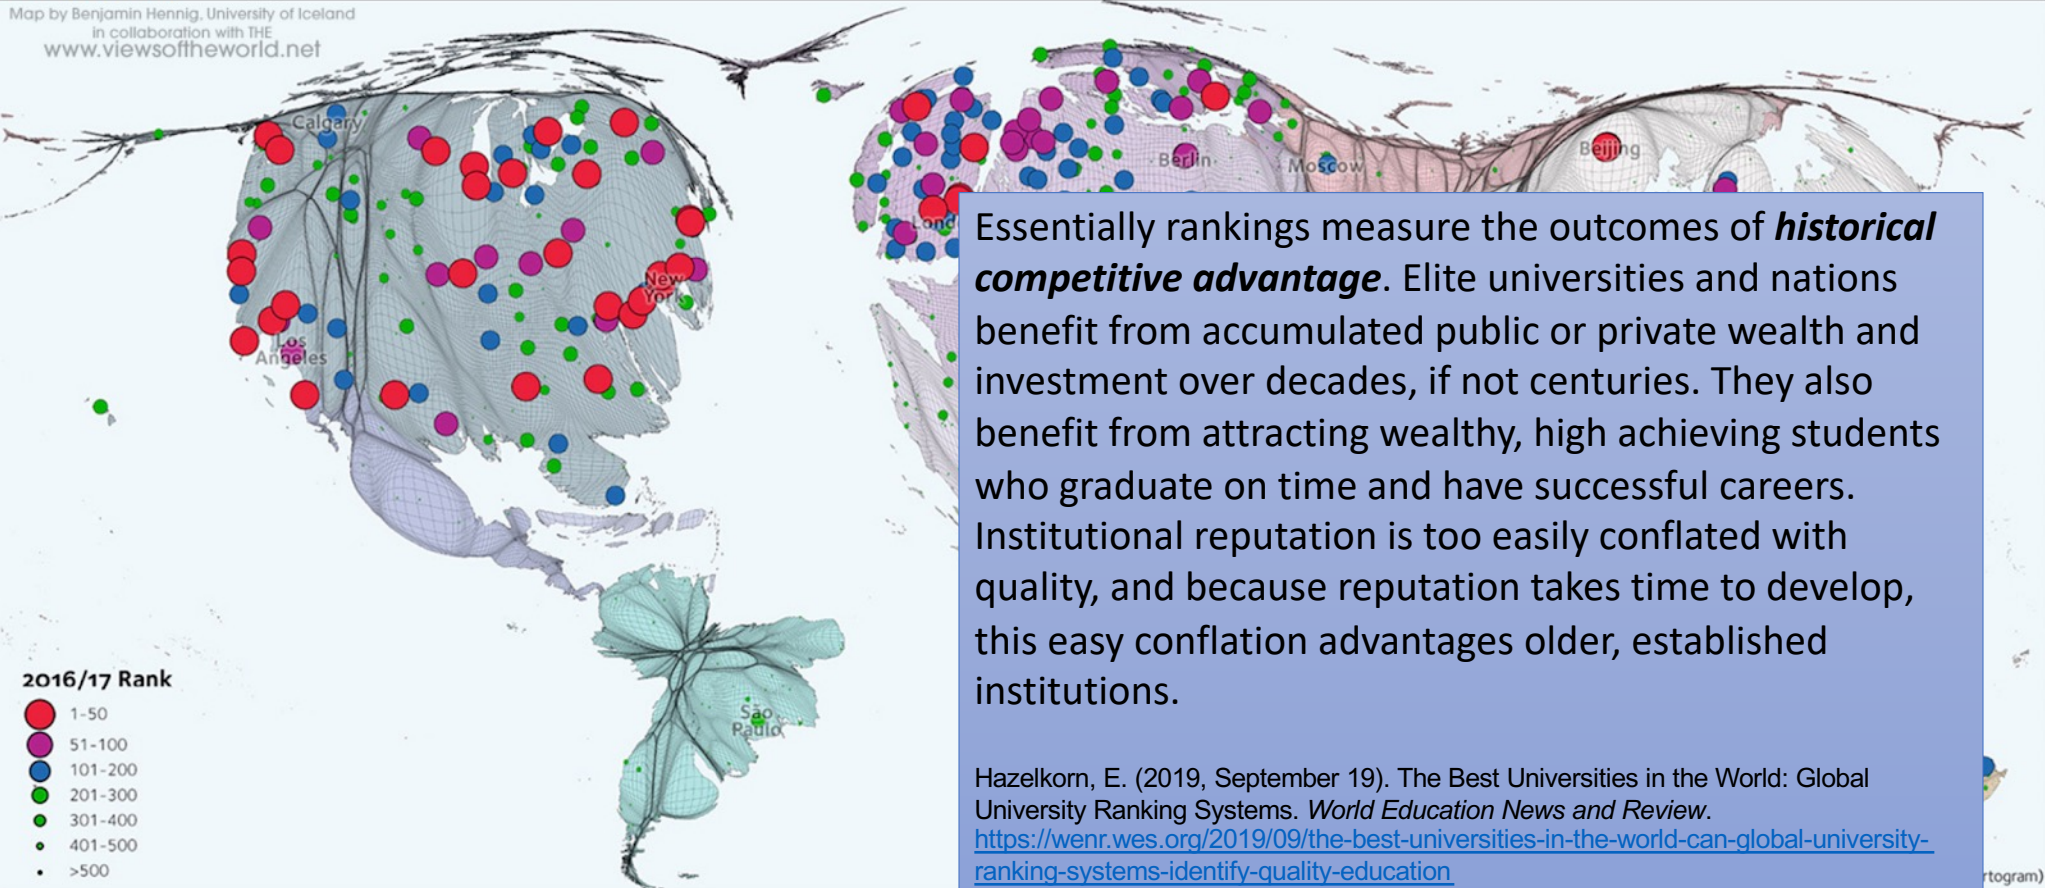 Map by Benjamin Hennig, University of Iceland
in collaboration with THE
www.viewsoftheworld.net
Calgary
Berlin
Moscow
Beijing
Lond
New
York
Los
Angeles
São
Paulo
Essentially rankings measure the outcomes of historical
competitive advantage. Elite universities and nations
benefit from accumulated public or private wealth and
investment over decades, if not centuries. They also
benefit from attracting wealthy, high achieving students
who graduate on time and have successful careers.
Institutional reputation is too easily conflated with
quality, and because reputation takes time to develop,
this easy conflation advantages older, established
institutions.
Hazelkorn, E. (2019, September 19). The Best Universities in the World: Global
University Ranking Systems. World Education News and Review.
https://wenr.wes.org/2019/09/the-best-universities-in-the-world-can-global-university-
ranking-systems-identify-quality-education
2016/17 Rank
1-50
51-100
101-200
201-300
301-400
401-500
>500
rtogram)